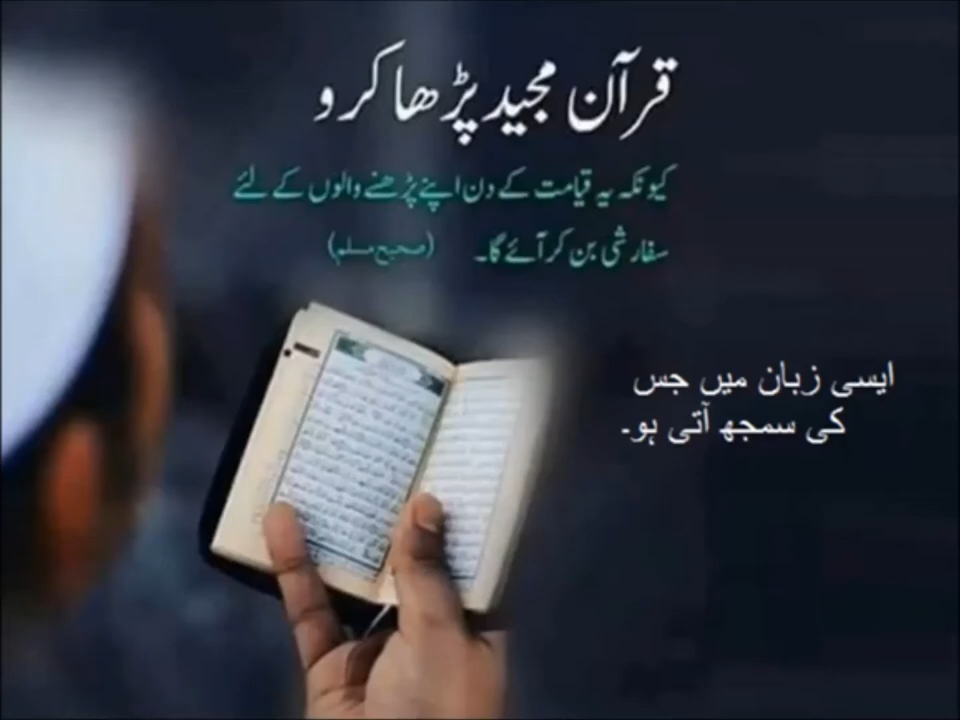 قرآن مجید پڑھا کرو
کیونکہ یہ قیامت کے دن اپنے پڑھنے والوں کے لئے
سفارشی بن کر آئے گا۔ (صحیح مسلم)
ایسی زبان میں جس
کی سمجھ آتی ہو۔